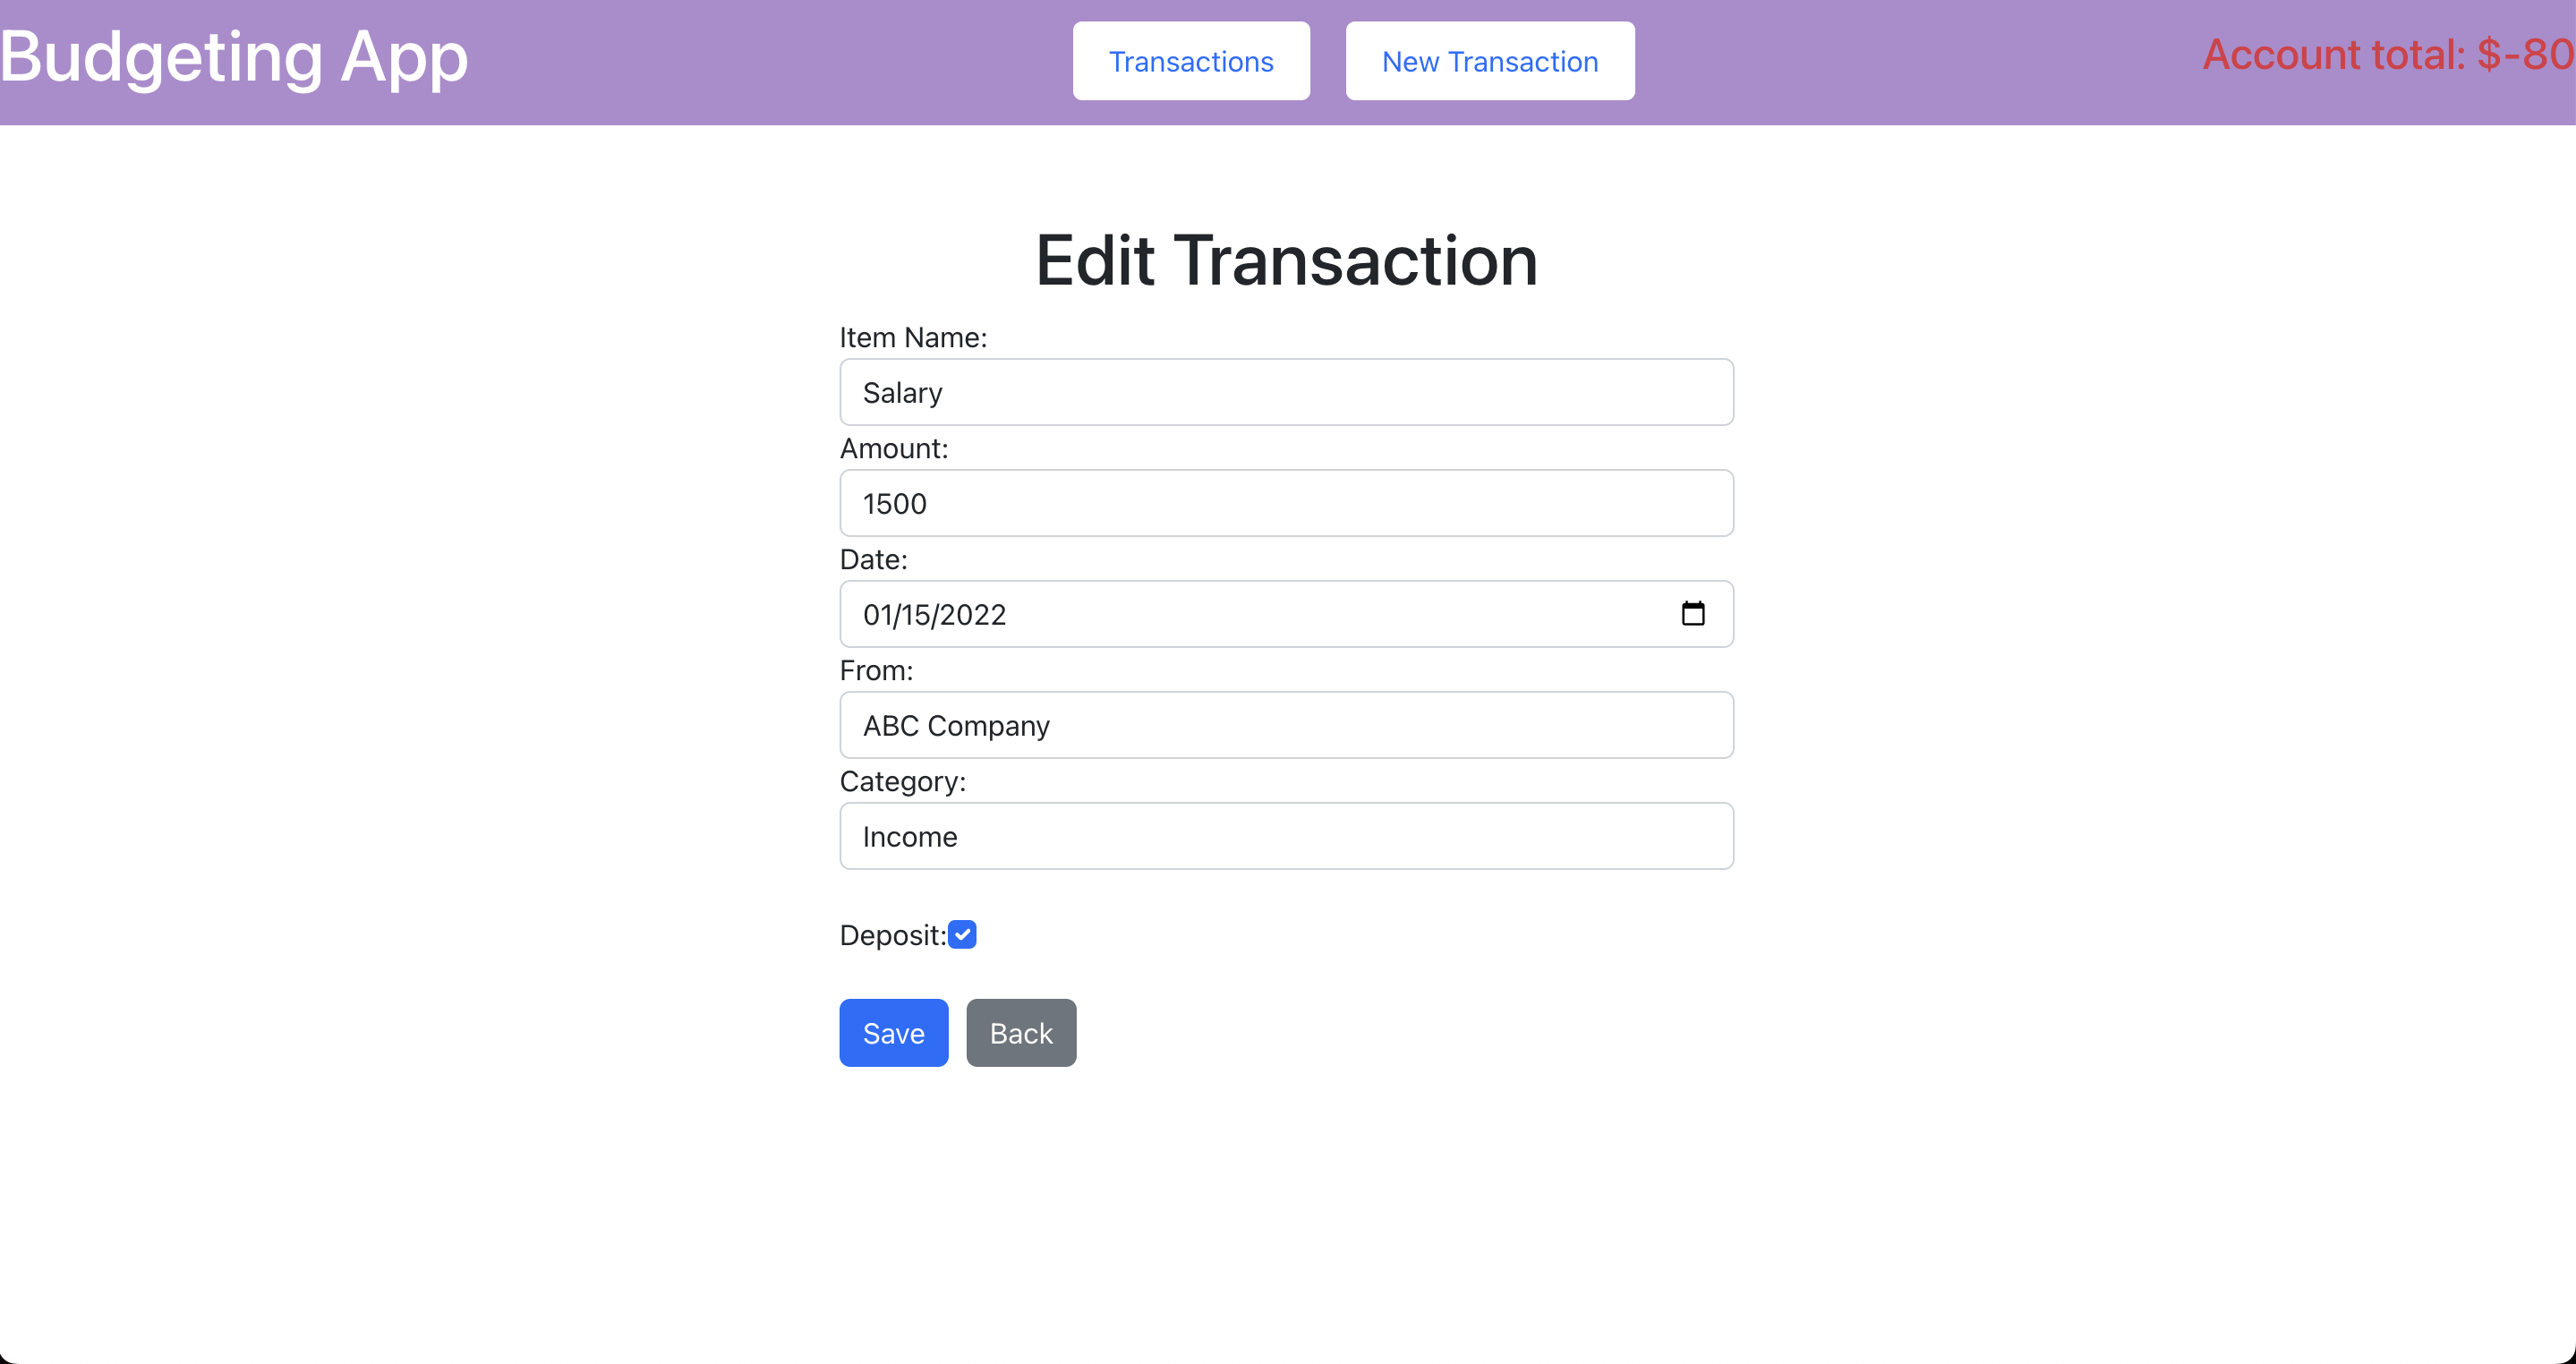 Budgeting App
Transactions
New Transaction
Account total: $-80
Edit Transaction
Item Name:
Salary
Amount:
1500
Date:
01/15/2022
From:
ABC Company
Category:
Income
Deposit:
Save
Back